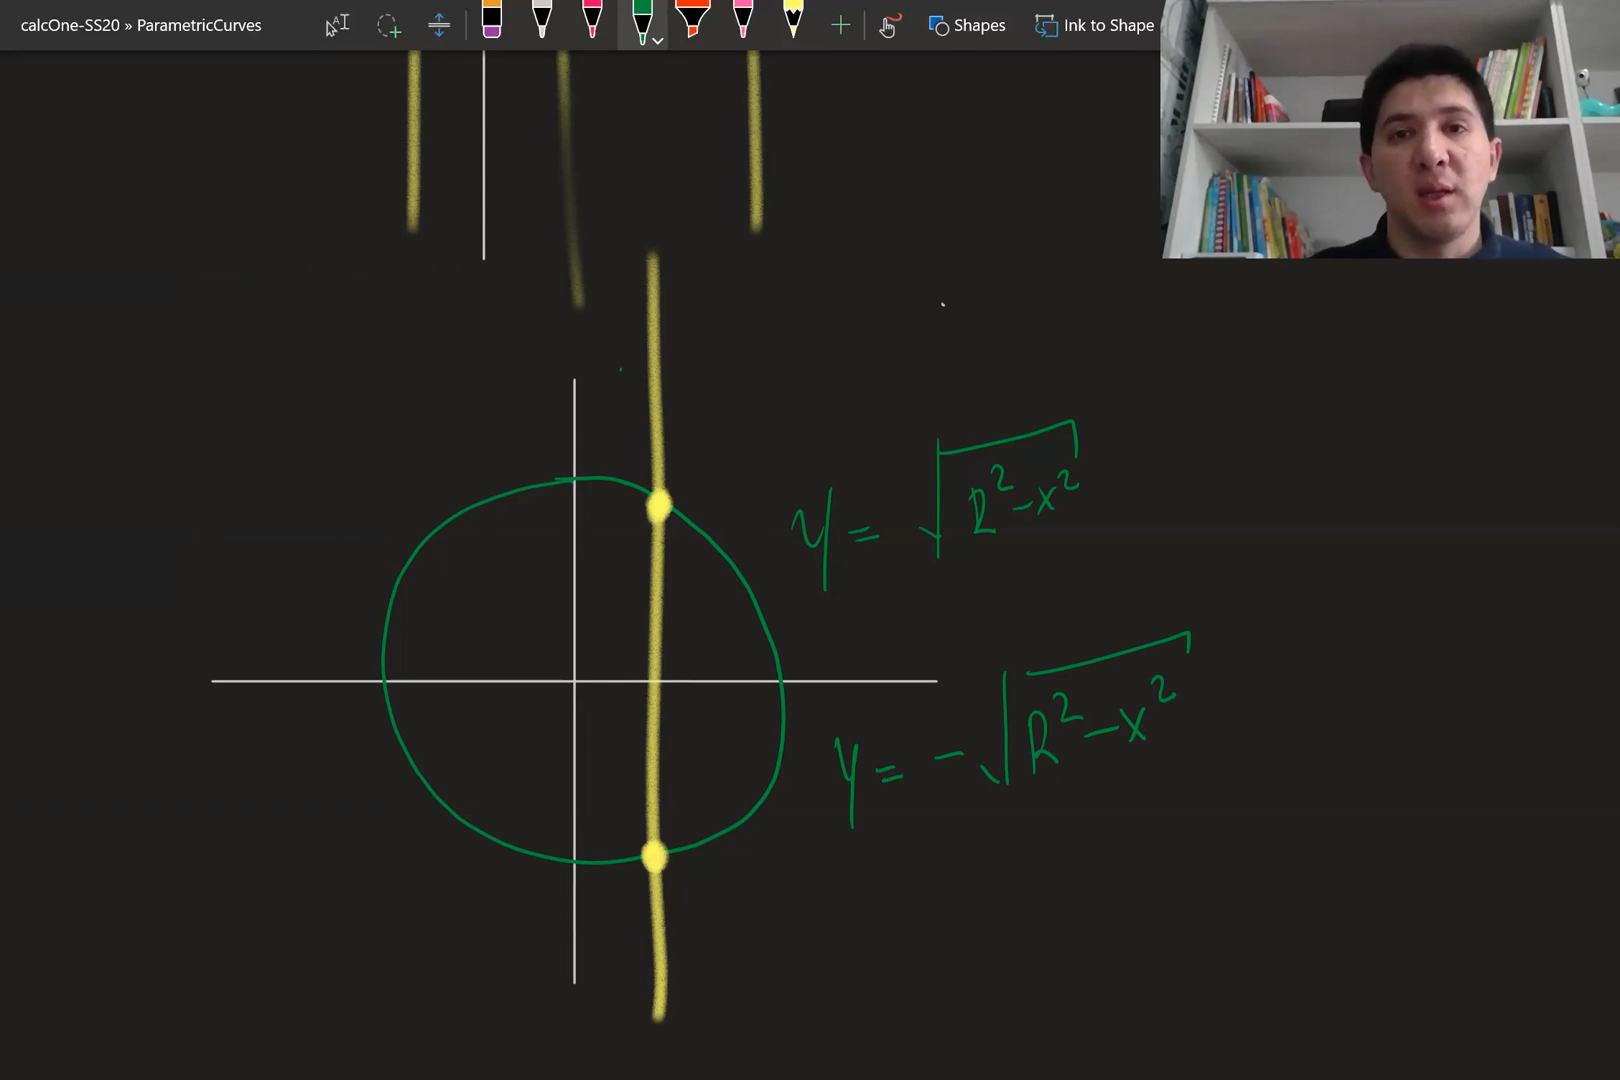 calcOne-SS20 » ParametricCurves
Shapes
Ink to Shape
y = √(R² - x²)
y = - √(R² - x²)